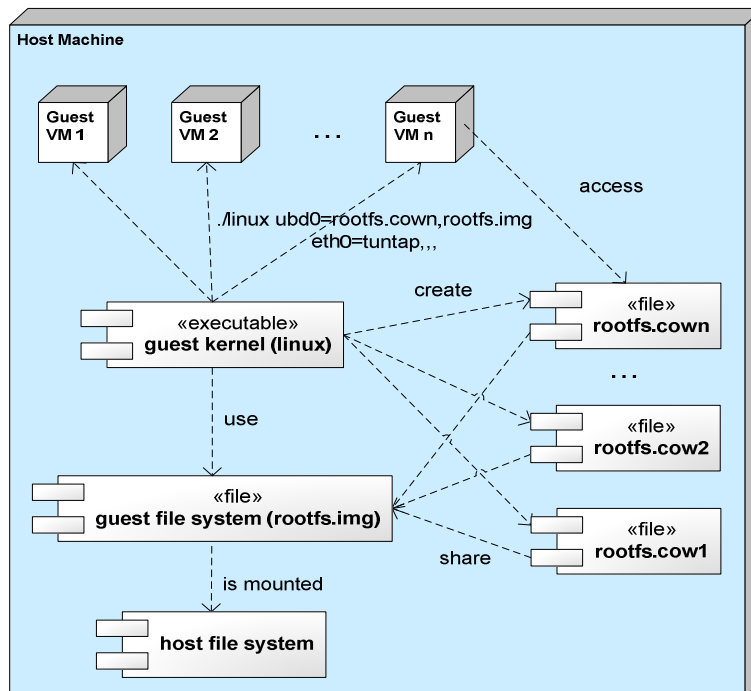 Host Machine
Guest
VM 1
Guest
VM 2
...
Guest
VM n
access
./linux ubd0=rootfs.cown,rootfs.img
eth0=tuntap,,,
create
«executable»
guest kernel (linux)
«file»
rootfs.cown
...
use
«file»
rootfs.cow2
«file»
guest file system (rootfs.img)
«file»
rootfs.cow1
share
is mounted
host file system